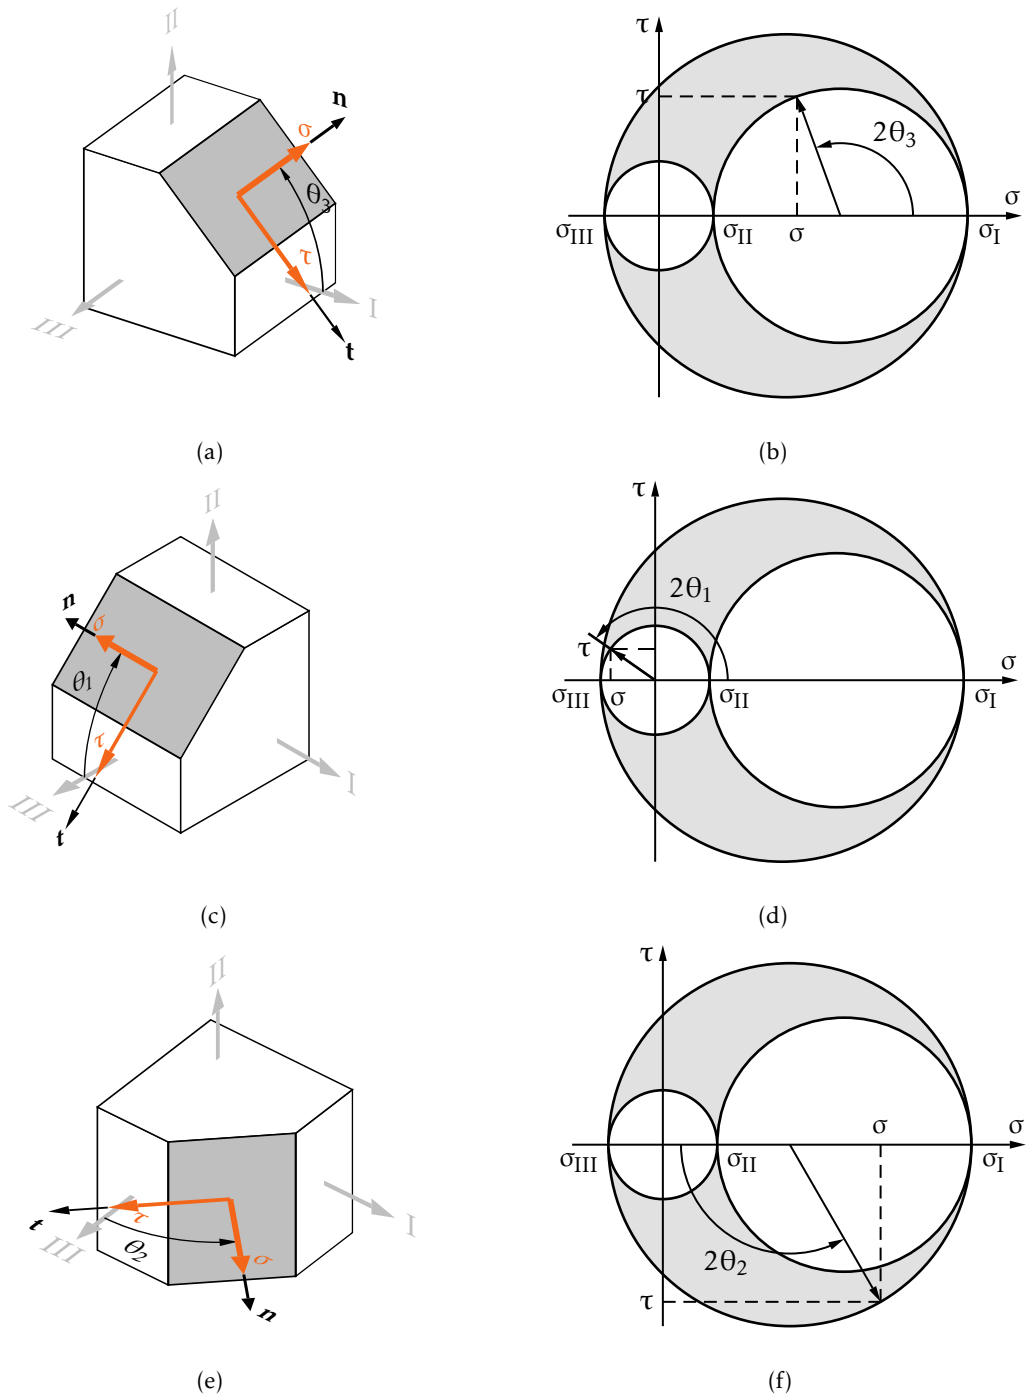 II
n
σ
θ3
τ
I
III
t
(a)
τ
τ
2θ3
σ
σIII
σII
σ
σI
(b)
II
n
σ
θ1
τ
I
III
t
(c)
τ
2θ1
τ
σ
σIII
σ
σII
σI
(d)
II
t
τ
III
θ2
σ
I
n
(e)
τ
σ
σ
σIII
σII
σI
2θ2
τ
(f)